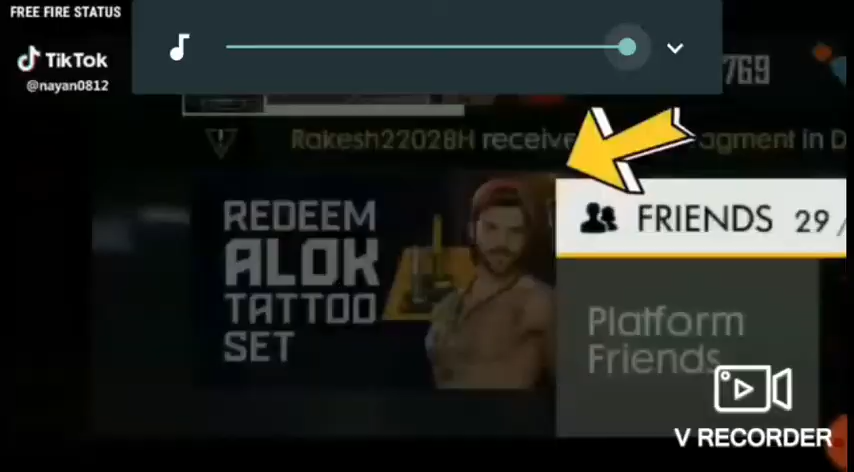 FREE FIRE STATUS
TikTok
@nayan0812
769
Rakesh22028H receive
agment in D
REDEEM
ALOK
TATTOO
SET
FRIENDS 29 /
Platform
Friends
V RECORDER